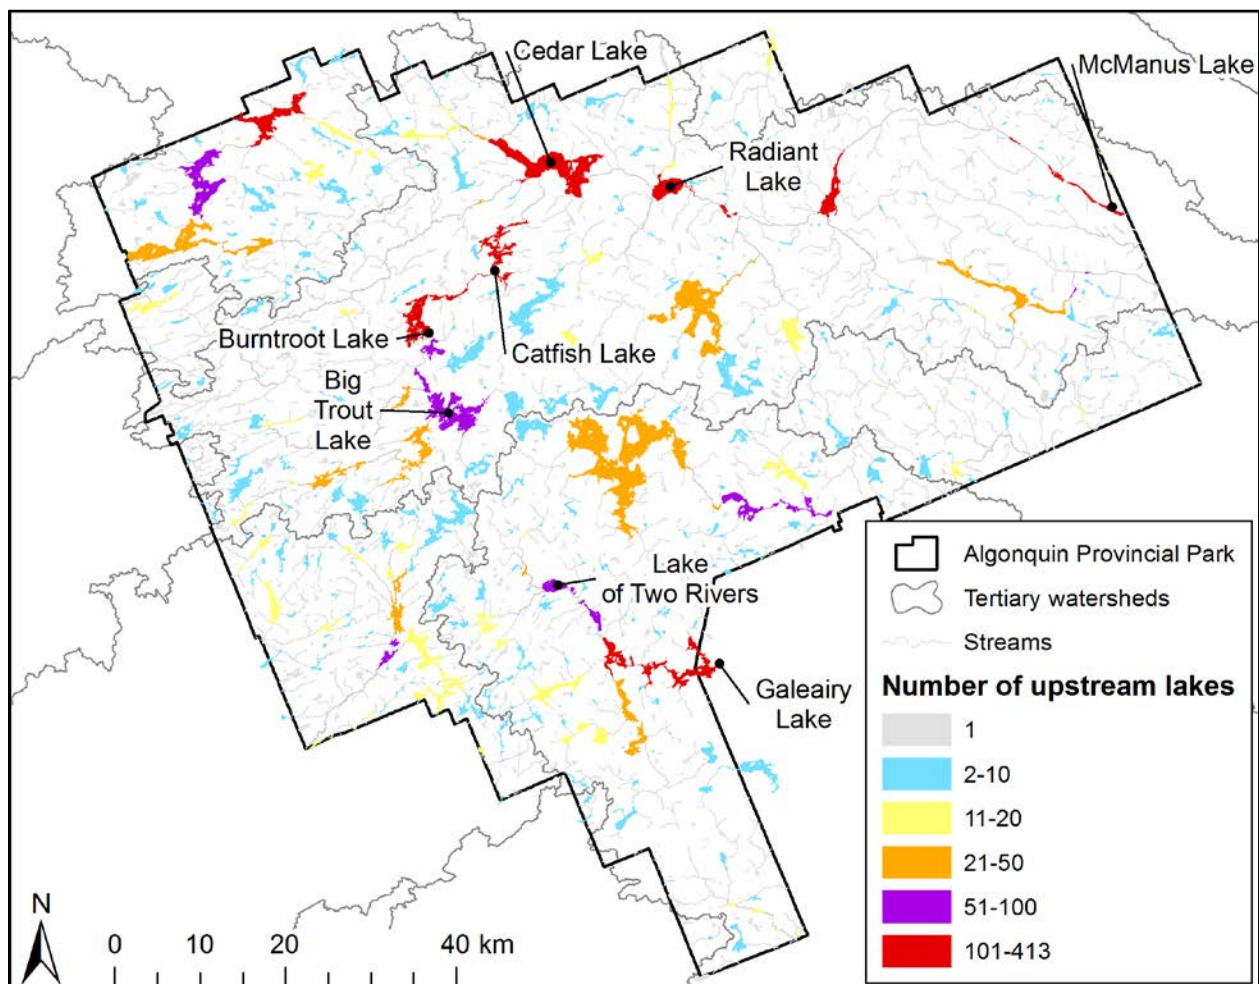 Cedar Lake
McManus Lake
Radiant
Lake
Burntroot Lake
Catfish Lake
Big
Trout
Lake
Lake
of Two Rivers
Galeairy
Lake
Algonquin Provincial Park
Tertiary watersheds
Streams
Number of upstream lakes
1
2-10
11-20
21-50
51-100
101-413
N
0 10 20 40 km